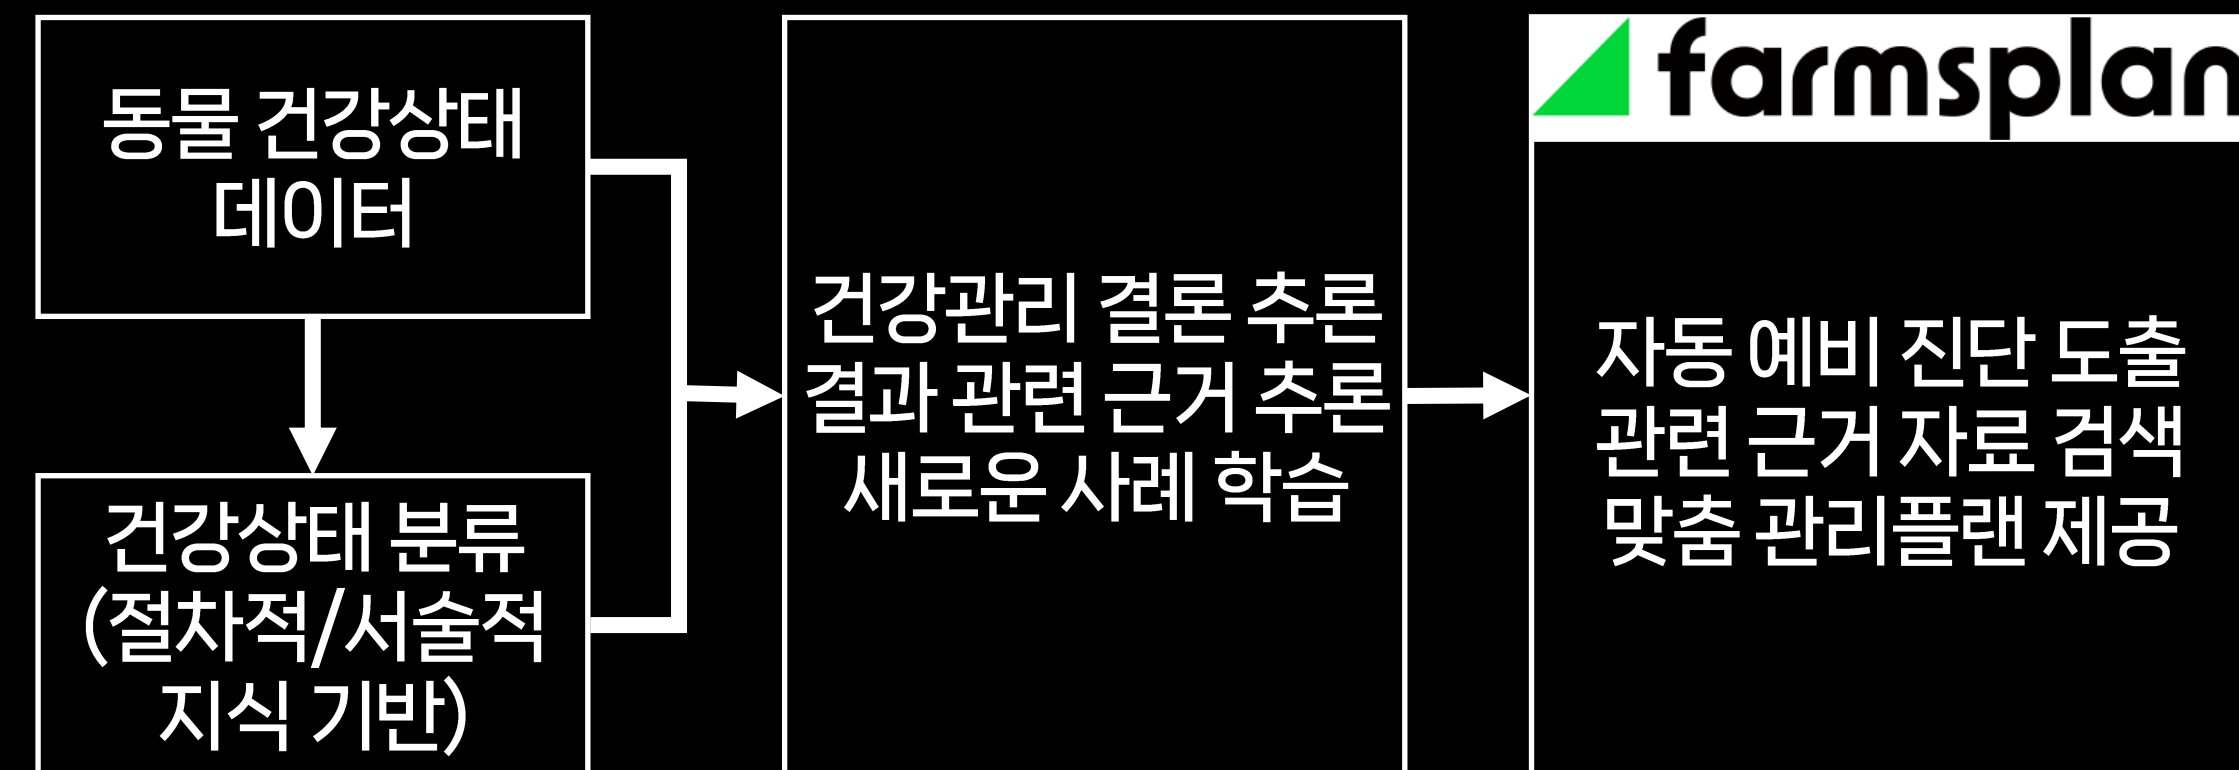 동물 건강상태
데이터
건강상태 분류
(절차적/서술적
지식 기반)
건강관리 결론 추론
결과 관련 근거 추론
새로운 사례 학습
farmsplan
자동 예비 진단 도출
관련 근거 자료 검색
맞춤 관리플랜 제공